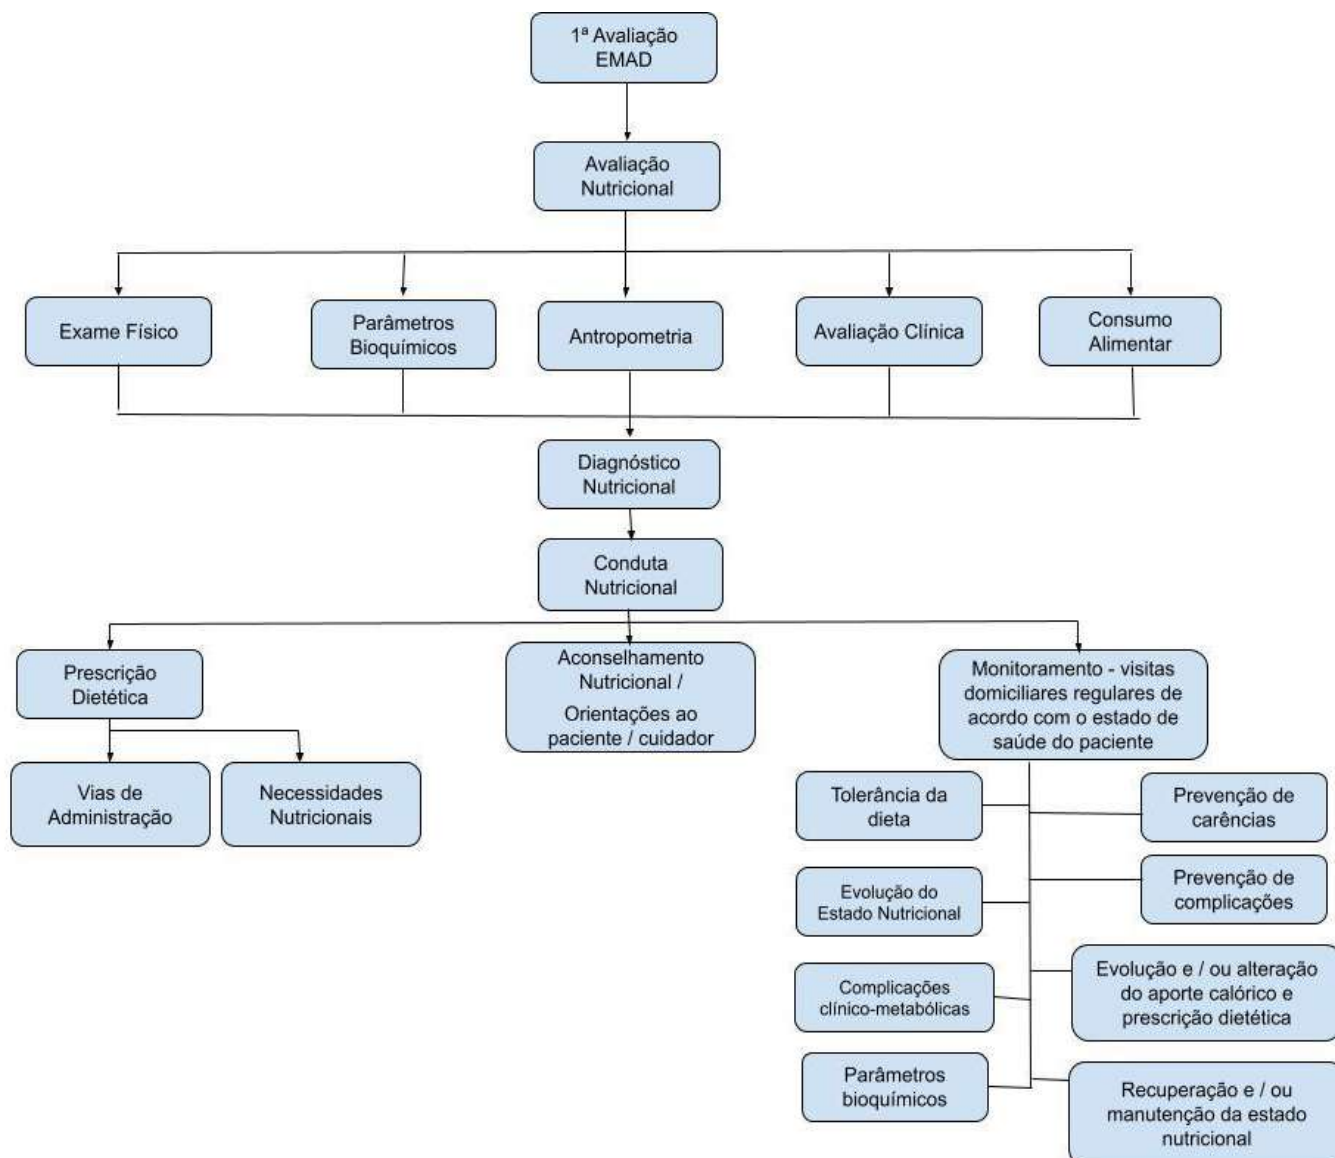 1ª Avaliação
EMAD
Avaliação
Nutricional
Exame Físico
Parâmetros
Bioquímicos
Antropometria
Avaliação Clínica
Consumo
Alimentar
Diagnóstico
Nutricional
Conduta
Nutricional
Prescrição
Dietética
Vias de
Administração
Necessidades
Nutricionais
Aconselhamento
Nutricional /
Orientações ao
paciente / cuidador
Monitoramento - visitas
domiciliares regulares de
acordo com o estado de
saúde do paciente
Tolerância da
dieta
Prevenção de
carências
Evolução do
Estado Nutricional
Prevenção de
complicações
Complicações
clínico-metabólicas
Evolução e / ou alteração
do aporte calórico e
prescrição dietética
Parâmetros
bioquímicos
Recuperação e / ou
manutenção da estado
nutricional